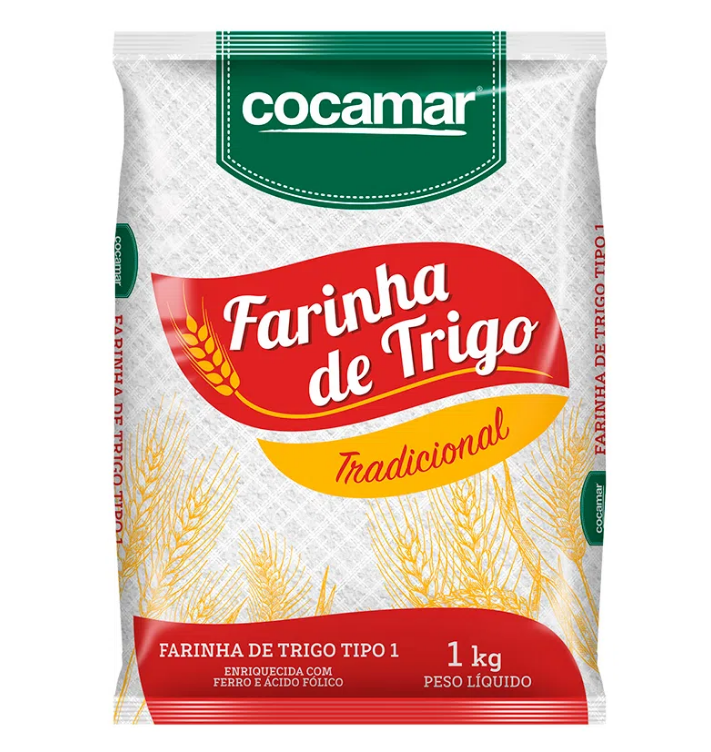 cocamar
Farinha
de Trigo
Tradicional
cocamar
FARINHA DE TRIGO TIPO 1
FARINHA DE TRIGO TIPO 1
cocamar
FARINHA DE TRIGO TIPO 1
ENRIQUECIDA COM
FERRO E ÁCIDO FÓLICO
1 kg
PESO LÍQUIDO